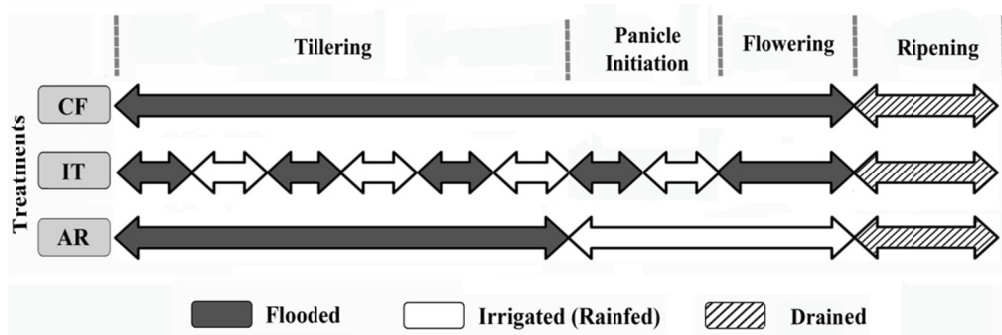 Tillering
Panicle
Initiation
Flowering
Ripening
Treatments
CF
IT
AR
Flooded
Irrigated (Rainfed)
Drained